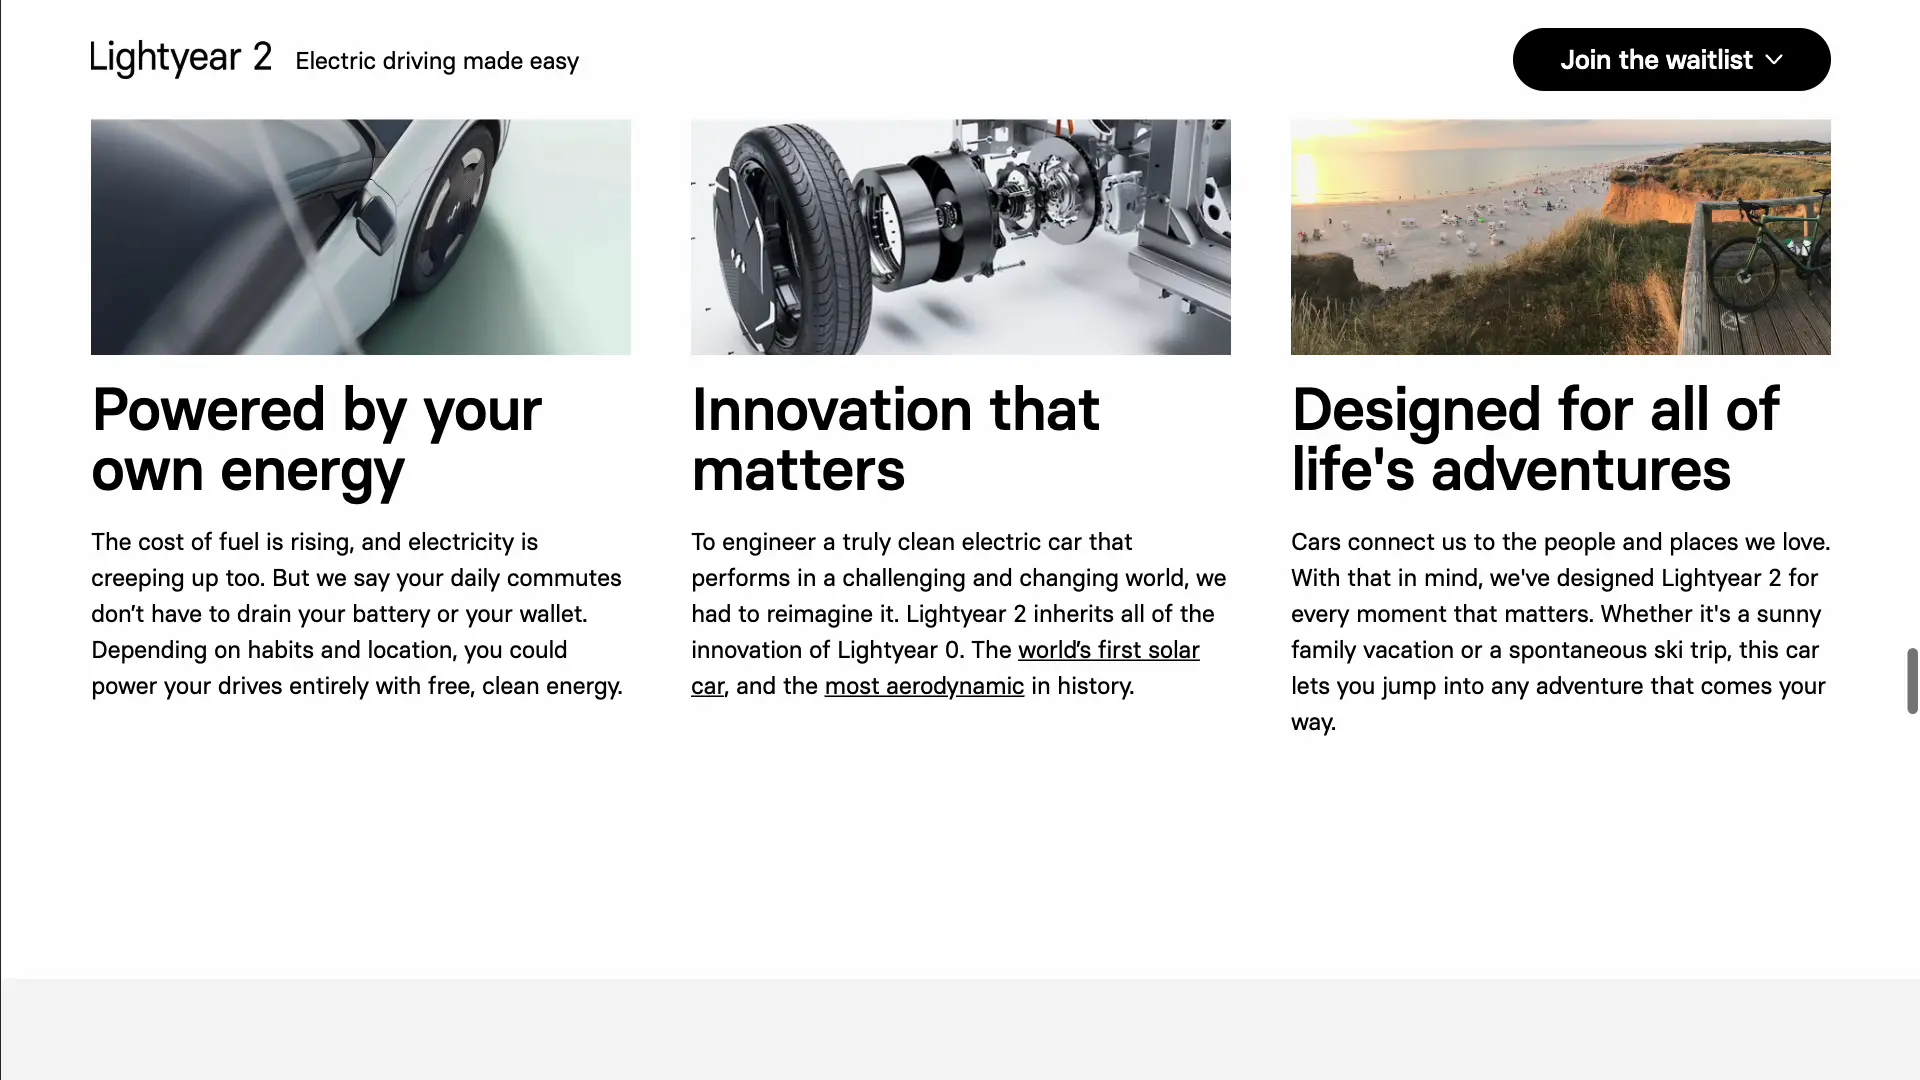 Lightyear 2 Electric driving made easy
Join the waitlist
Powered by your
own energy
The cost of fuel is rising, and electricity is
creeping up too. But we say your daily commutes
don’t have to drain your battery or your wallet.
Depending on habits and location, you could
power your drives entirely with free, clean energy.
Innovation that
matters
To engineer a truly clean electric car that
performs in a challenging and changing world, we
had to reimagine it. Lightyear 2 inherits all of the
innovation of Lightyear 0. The world’s first solar
car, and the most aerodynamic in history.
Designed for all of
life's adventures
Cars connect us to the people and places we love.
With that in mind, we've designed Lightyear 2 for
every moment that matters. Whether it's a sunny
family vacation or a spontaneous ski trip, this car
lets you jump into any adventure that comes your
way.